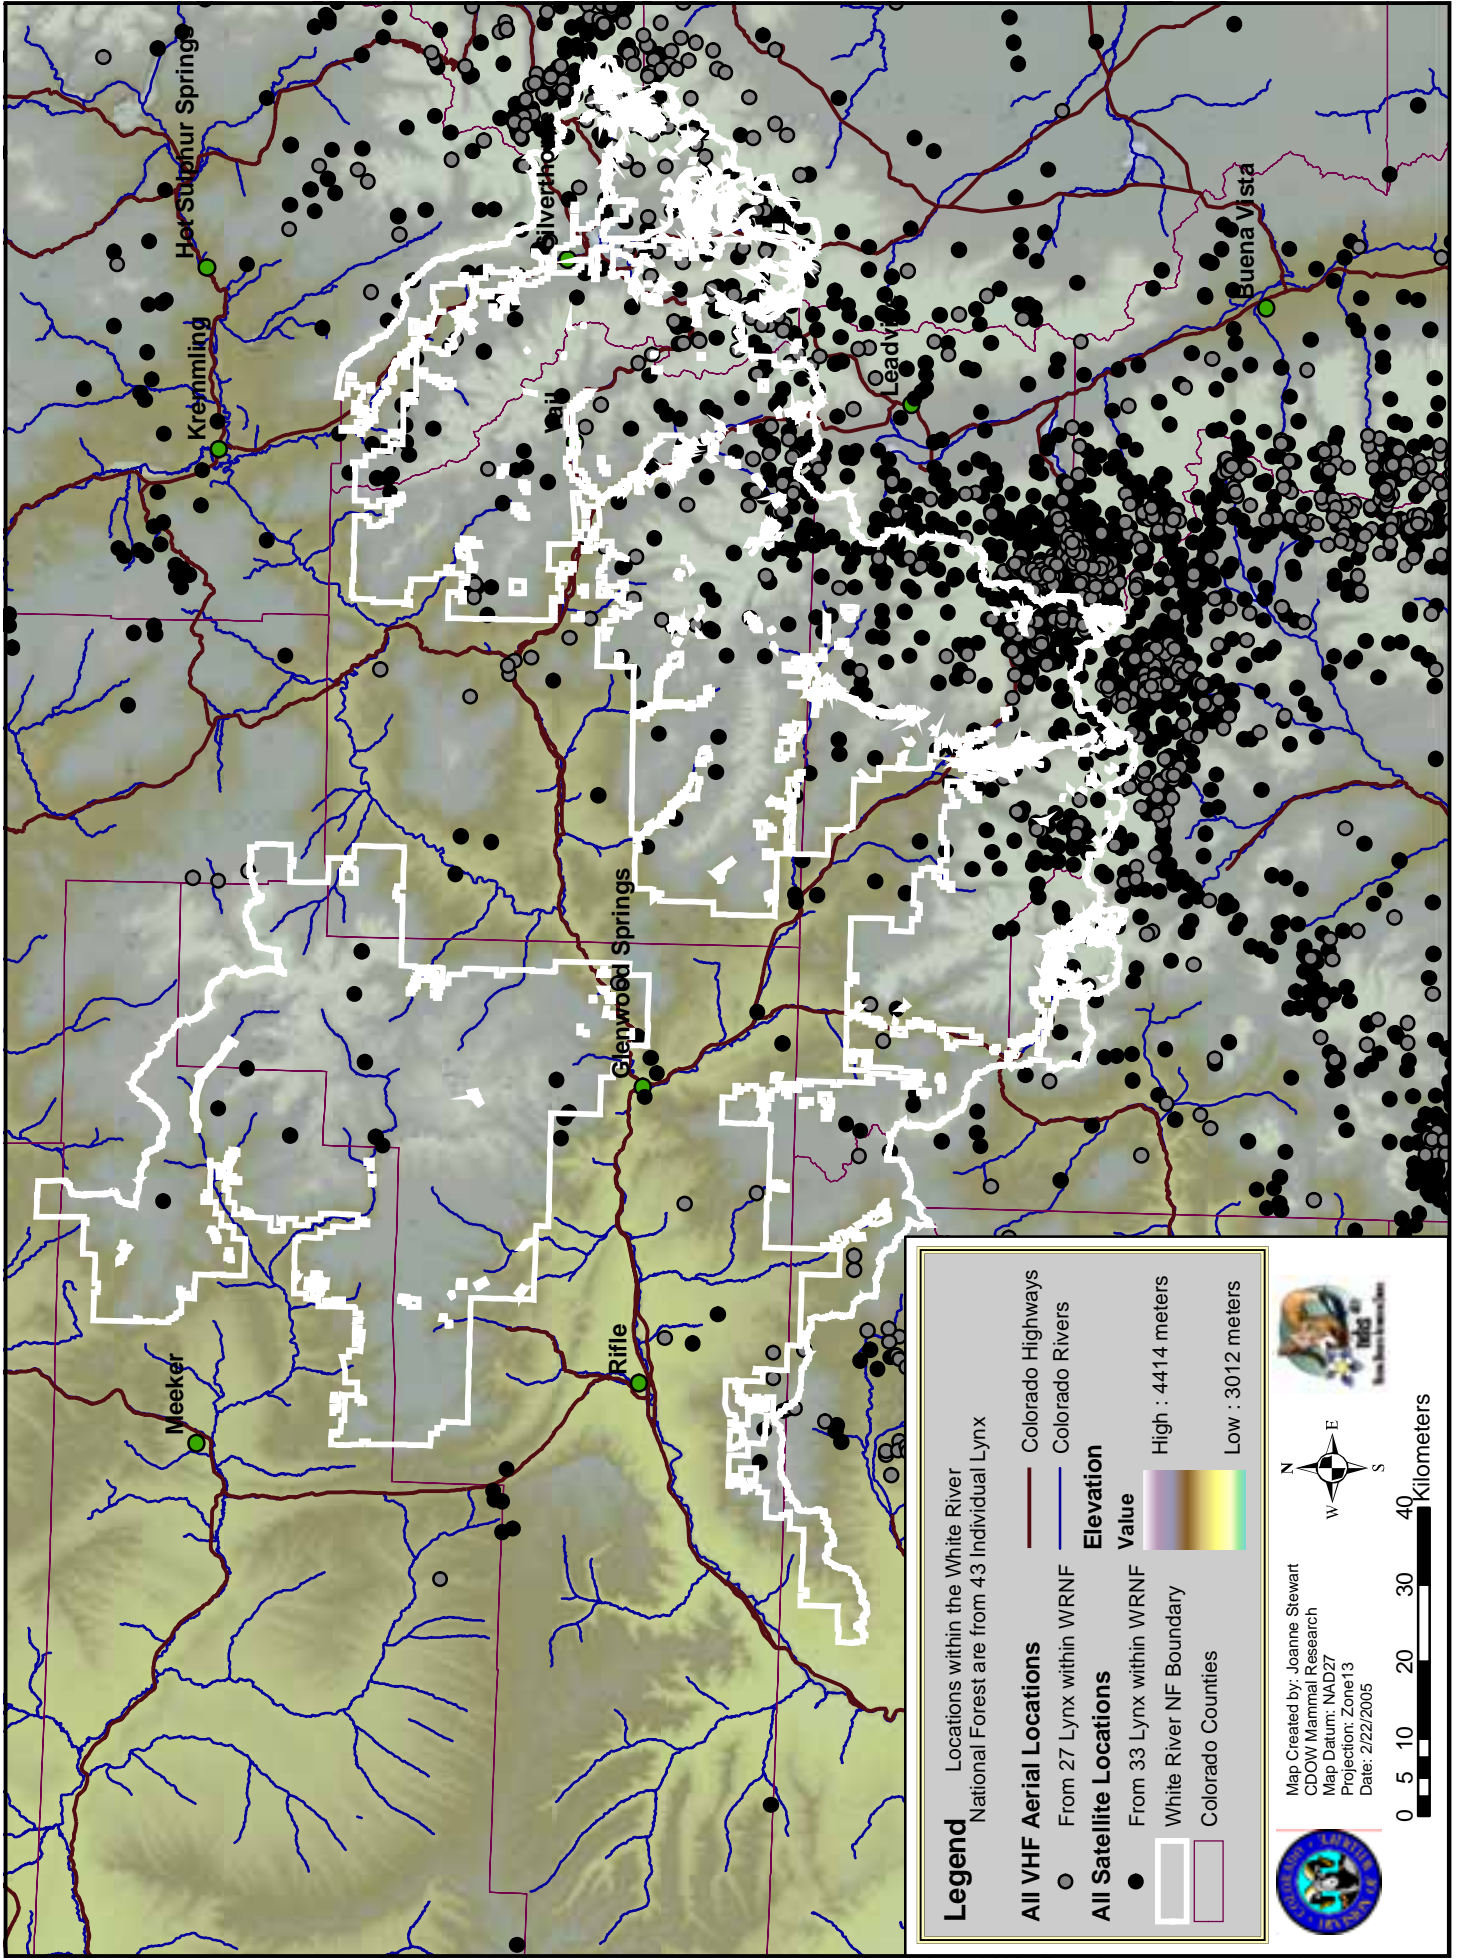 Hot Sulphur Springs
Kremmling
Silvertho
Vail
Leadvi
Buena Vista
Glenwood Springs
Meeker
Rifle
Legend
Locations within the White River
National Forest are from 43 Individual Lynx
All VHF Aerial Locations
From 27 Lynx within WRNF
All Satellite Locations
From 33 Lynx within WRNF
White River NF Boundary
Colorado Counties
Colorado Highways
Colorado Rivers
Elevation
Value
High : 4414 meters
Low : 3012 meters
Map Created by: Joanne Stewart
CDOW Mammal Research
Map Datum: NAD27
Projection: Zone13
Date: 2/22/2005
N
W
E
S
0 5 10 20 30 40
Kilometers
COLORADO